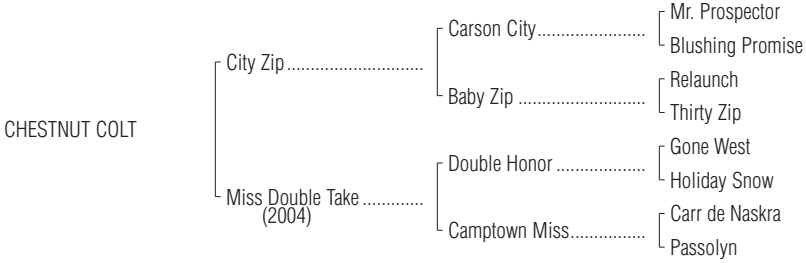 Mr. Prospector
Carson City.......................
Blushing Promise
City Zip.............................
Relaunch
Baby Zip ...........................
Thirty Zip
CHESTNUT COLT
Gone West
Double Honor ...................
Holiday Snow
Miss Double Take.............
(2004)
Carr de Naskra
Camptown Miss................
Passolyn